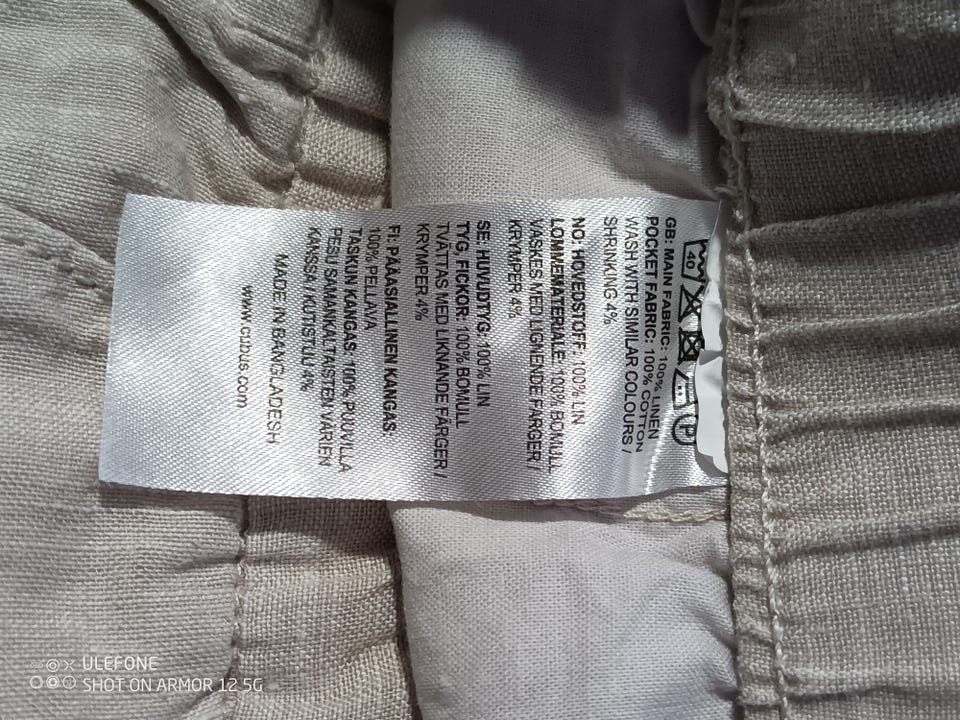 40 P
GB: MAIN FABRIC: 100% LINEN
POCKET FABRIC: 100% COTTON
WASH WITH SIMILAR COLOURS /
SHRINKING 4%
NO: HOVEDSTOFF: 100% LIN
LOMMEMATERIALE: 100% BOMULL
VASKES MED LIGNENDE FARGER /
KRYMPER 4%
SE: HUVUDTYG: 100% LIN
TYG, FICKOR: 100% BOMULL
TVÄTTAS MED LIKNANDE FÄRGER /
KRYMPER 4%
FI: PÄÄSIALLINEN KANGAS:
100% PELLAVA
TASKUN KANGAS: 100% PUUVILLA
PESU SAMANKALTAISTEN VÄRIEN
KANSSA / KUTISTUU 4%
MADE IN BANGLADESH
www.cubus.com
ULEFONE
SHOT ON ARMOR 12 5G